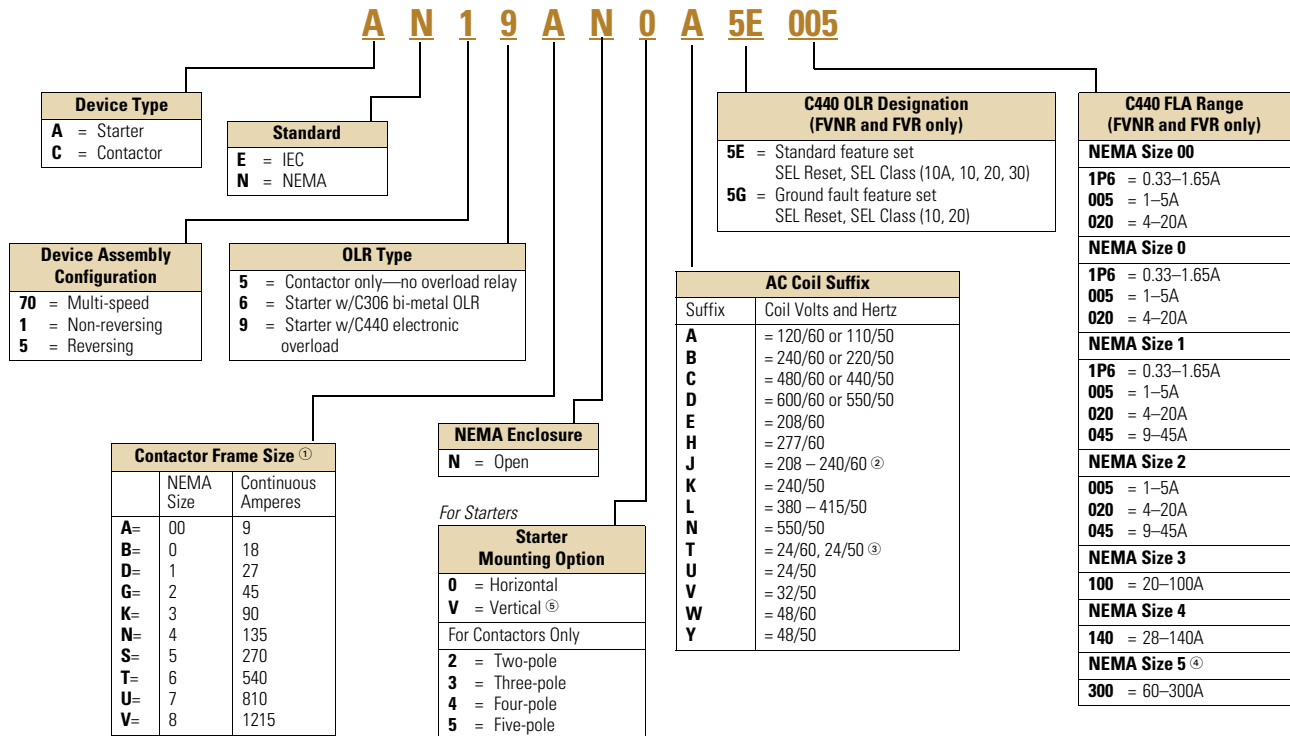 A N 1 9 A N 0 A 5E 005
Device Type
A = Starter
C = Contactor
Standard
E = IEC
N = NEMA
Device Assembly
Configuration
70 = Multi-speed
1 = Non-reversing
5 = Reversing
OLR Type
5 = Contactor only—no overload relay
6 = Starter w/C306 bi-metal OLR
9 = Starter w/C440 electronic
overload
Contactor Frame Size ①
NEMA Continuous
Size Amperes
A= 00 9
B= 0 18
D= 1 27
G= 2 45
K= 3 90
N= 4 135
S= 5 270
T= 6 540
U= 7 810
V= 8 1215
NEMA Enclosure
N = Open
For Starters
Starter
Mounting Option
0 = Horizontal
V = Vertical ⑤
For Contactors Only
2 = Two-pole
3 = Three-pole
4 = Four-pole
5 = Five-pole
C440 OLR Designation
(FVNR and FVR only)
5E = Standard feature set
SEL Reset, SEL Class (10A, 10, 20, 30)
5G = Ground fault feature set
SEL Reset, SEL Class (10, 20)
AC Coil Suffix
Suffix Coil Volts and Hertz
A = 120/60 or 110/50
B = 240/60 or 220/50
C = 480/60 or 440/50
D = 600/60 or 550/50
E = 208/60
H = 277/60
J = 208 – 240/60 ②
K = 240/50
L = 380 – 415/50
N = 550/50
T = 24/60, 24/50 ③
U = 24/50
V = 32/50
W = 48/60
Y = 48/50
C440 FLA Range
(FVNR and FVR only)
NEMA Size 00
1P6 = 0.33–1.65A
005 = 1–5A
020 = 4–20A
NEMA Size 0
1P6 = 0.33–1.65A
005 = 1–5A
020 = 4–20A
NEMA Size 1
1P6 = 0.33–1.65A
005 = 1–5A
020 = 4–20A
045 = 9–45A
NEMA Size 2
005 = 1–5A
020 = 4–20A
045 = 9–45A
NEMA Size 3
100 = 20–100A
NEMA Size 4
140 = 28–140A
NEMA Size 5 ④
300 = 60–300A